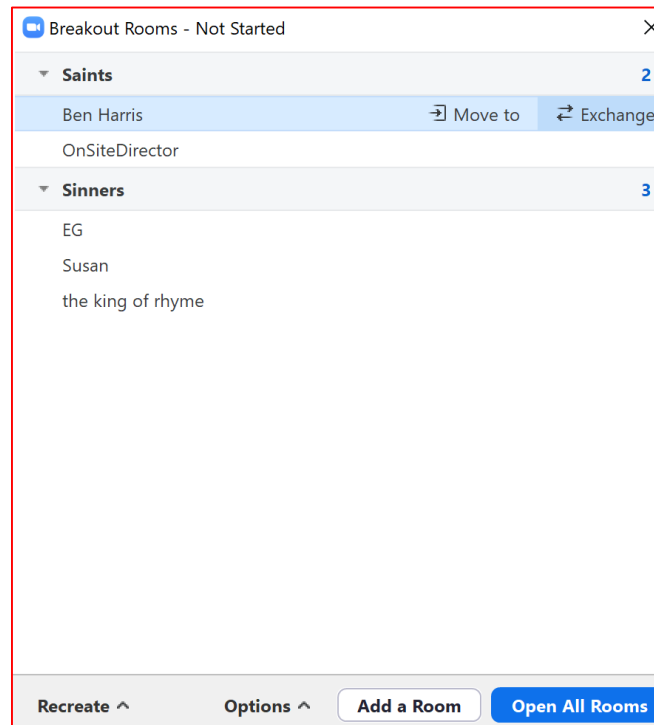 Breakout Rooms - Not Started
Saints 2
Ben Harris Move to Exchange
OnSiteDirector
Sinners 3
EG
Susan
the king of rhyme
Recreate Options Add a Room Open All Rooms